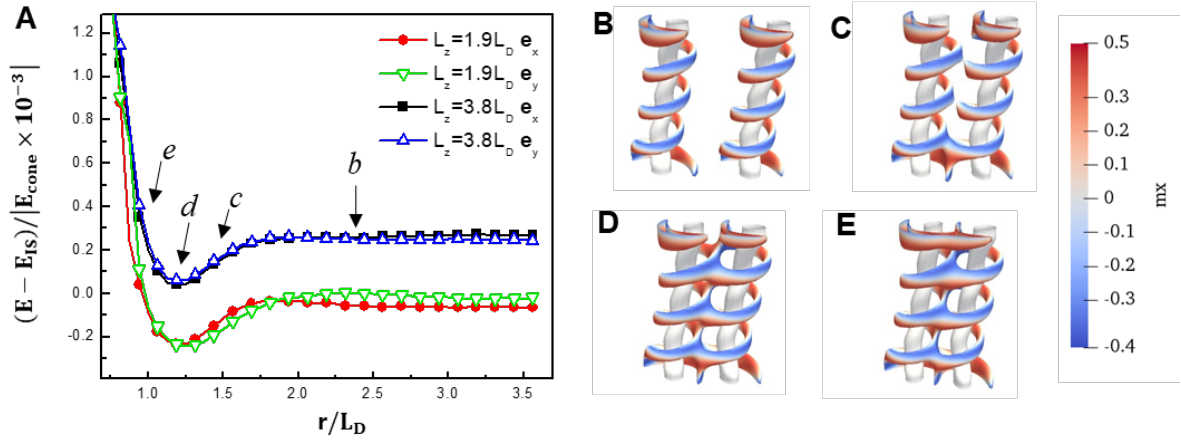 A
(E − E_IS)/|E_cone × 10⁻³|
1.2
1.0
0.8
0.6
0.4
0.2
0.0
-0.2
1.0
1.5
2.0
2.5
3.0
3.5
r/L_D
L_z=1.9L_D e_x
L_z=1.9L_D e_y
L_z=3.8L_D e_x
L_z=3.8L_D e_y
e
d
c
b
B
C
D
E
0.5
0.4
0.3
0.2
0.1
0
-0.1
-0.2
-0.3
-0.4
mx